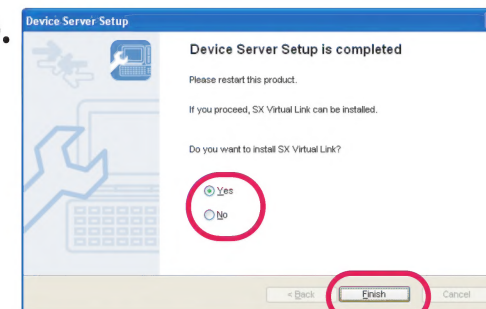 Device Server Setup
Device Server Setup is completed
Please restart this product.
If you proceed, SX Virtual Link can be installed.
Do you want to install SX Virtual Link?
Yes
No
< Back Finish Cancel